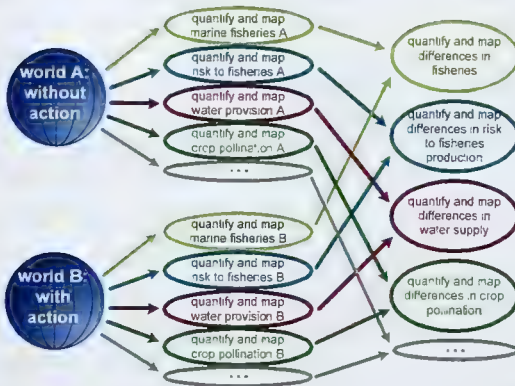 quantify and map
marine fisheries A
world A:
without
action
quantify and map
risk to fisheries A
quantify and map
water provision A
quantify and map
crop pollination A
...
quantify and map
marine fisheries B
world B:
with
action
quantify and map
risk to fisheries B
quantify and map
water provision B
quantify and map
crop pollination B
...
quantify and map
differences in
fisheries
quantify and map
differences in risk
to fisheries
production
quantify and map
differences in
water supply
quantify and map
differences in crop
pollination
...